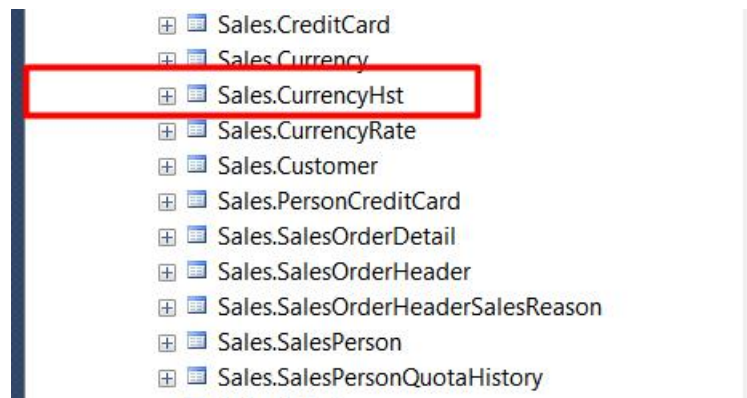 Sales.CreditCard
Sales.Currency
Sales.CurrencyHst
Sales.CurrencyRate
Sales.Customer
Sales.PersonCreditCard
Sales.SalesOrderDetail
Sales.SalesOrderHeader
Sales.SalesOrderHeaderSalesReason
Sales.SalesPerson
Sales.SalesPersonQuotaHistory